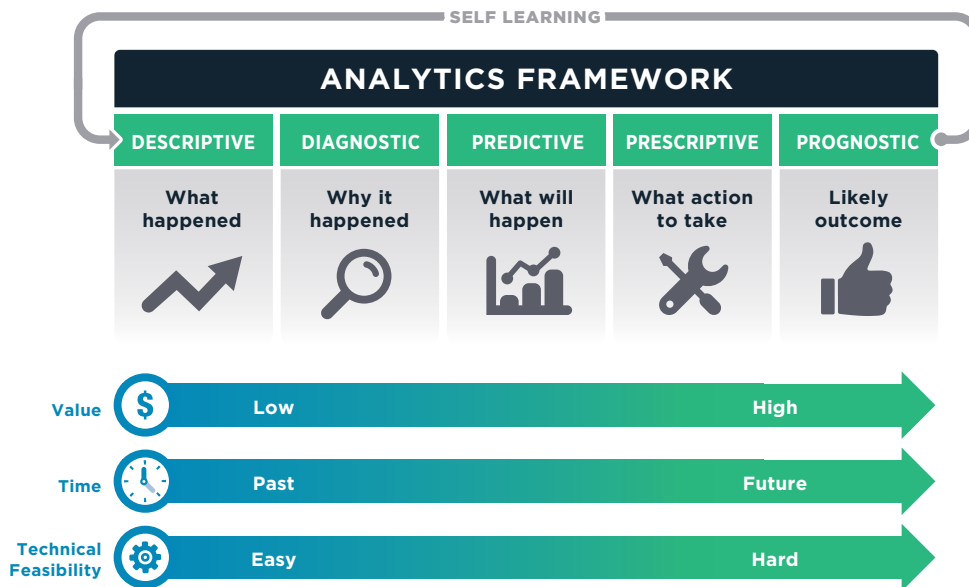 SELF LEARNING
ANALYTICS FRAMEWORK
DESCRIPTIVE
DIAGNOSTIC
PREDICTIVE
PRESCRIPTIVE
PROGNOSTIC
What
happened
Why it
happened
What will
happen
What action
to take
Likely
outcome
Value
$
Low
High
Time
Past
Future
Technical
Feasibility
Easy
Hard